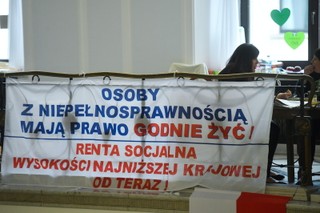 OSOBY
Z NIEPEŁNOSPRAWNOŚCIĄ
MAJĄ PRAWO GODNIE ŻYĆ!
RENTA SOCJALNA
WYSOKOŚCI NAJNIŻSZEJ KRAJOWEJ
OD TERAZ!